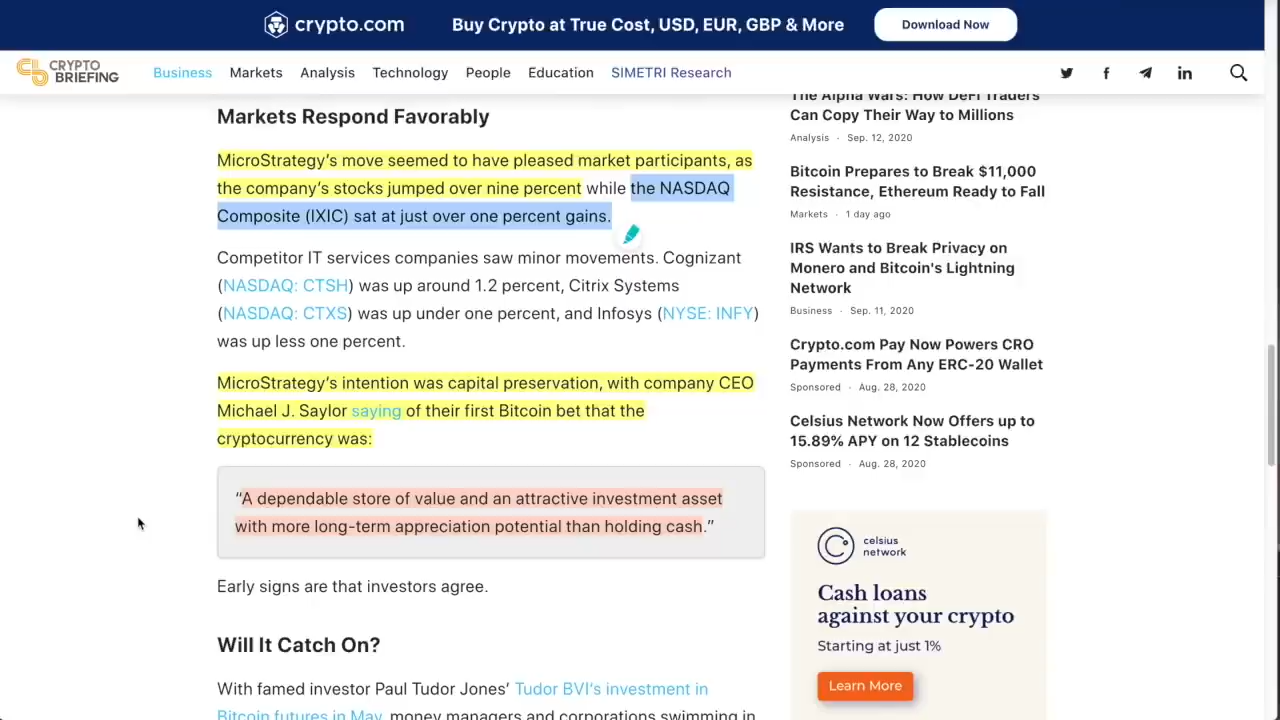 crypto.com
Buy Crypto at True Cost, USD, EUR, GBP & More
Download Now
CRYPTO
BRIEFING
Business
Markets
Analysis
Technology
People
Education
SIMETRI Research
Markets Respond Favorably
MicroStrategy’s move seemed to have pleased market participants, as
the company’s stocks jumped over nine percent while the NASDAQ
Composite (IXIC) sat at just over one percent gains.
Competitor IT services companies saw minor movements. Cognizant
(NASDAQ: CTSH) was up around 1.2 percent, Citrix Systems
(NASDAQ: CTXS) was up under one percent, and Infosys (NYSE: INFY)
was up less one percent.
MicroStrategy’s intention was capital preservation, with company CEO
Michael J. Saylor saying of their first Bitcoin bet that the
cryptocurrency was:
“A dependable store of value and an attractive investment asset
with more long-term appreciation potential than holding cash.”
Early signs are that investors agree.
Will It Catch On?
With famed investor Paul Tudor Jones’ Tudor BVI’s investment in
Bitcoin futures in May, money managers and corporations swimming in
The Alpha Wars: How DeFi Traders
Can Copy Their Way to Millions
Analysis · Sep. 12, 2020
Bitcoin Prepares to Break $11,000
Resistance, Ethereum Ready to Fall
Markets · 1 day ago
IRS Wants to Break Privacy on
Monero and Bitcoin's Lightning
Network
Business · Sep. 11, 2020
Crypto.com Pay Now Powers CRO
Payments From Any ERC-20 Wallet
Sponsored · Aug. 28, 2020
Celsius Network Now Offers up to
15.89% APY on 12 Stablecoins
Sponsored · Aug. 28, 2020
celsius
network
Cash loans
against your crypto
Starting at just 1%
Learn More